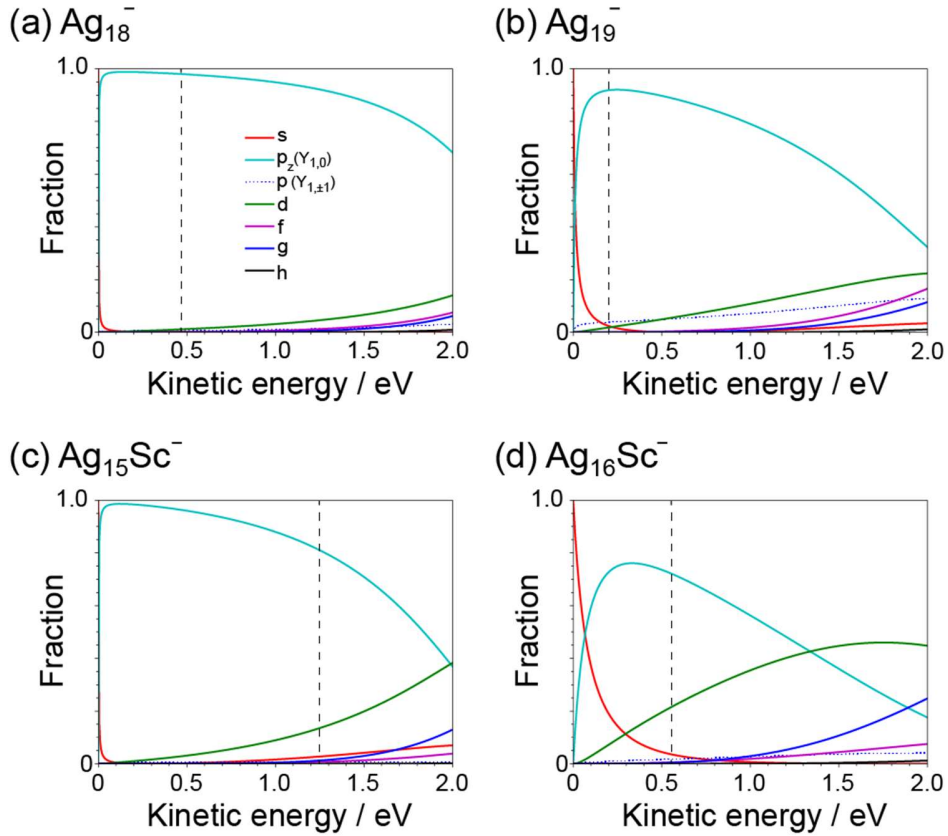 (a) Ag₁₈⁻
1.0
Fraction
0
s
p_z(Y₁,₀)
p (Y₁,±₁)
d
f
g
h
0 0.5 1.0 1.5 2.0
Kinetic energy / eV
(b) Ag₁₉⁻
1.0
Fraction
0
0 0.5 1.0 1.5 2.0
Kinetic energy / eV
(c) Ag₁₅Sc⁻
1.0
Fraction
0
0 0.5 1.0 1.5 2.0
Kinetic energy / eV
(d) Ag₁₆Sc⁻
1.0
Fraction
0
0 0.5 1.0 1.5 2.0
Kinetic energy / eV